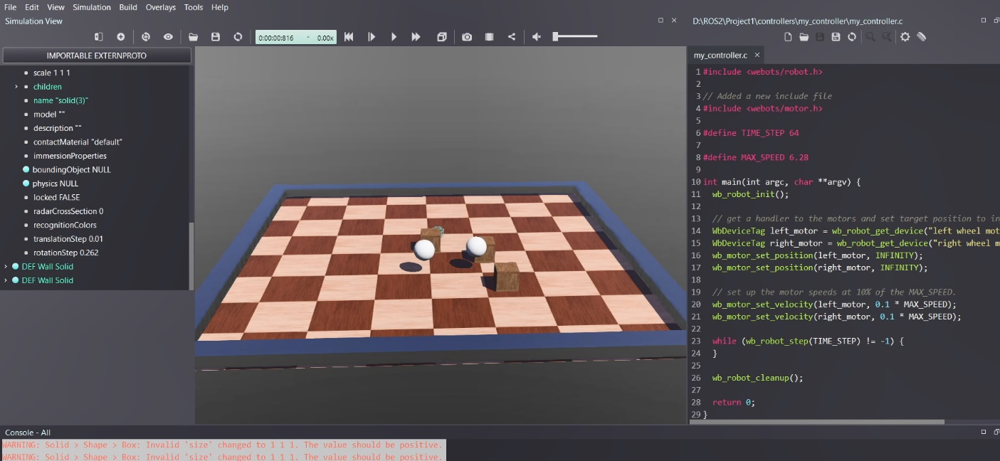 File Edit View Simulation Build Overlays Tools Help
Simulation View
D:\ROS2\Project1\controllers\my_controller\my_controller.c
0:00:00:816 - 0.00x
IMPORTABLE EXTERNPROTO
scale 1 1 1
children
name "solid(3)"
model ""
description ""
contactMaterial "default"
immersionProperties
boundingObject NULL
physics NULL
locked FALSE
radarCrossSection 0
recognitionColors
translationStep 0.01
rotationStep 0.262
DEF Wall Solid
DEF Wall Solid
my_controller.c
1 #include <webots/robot.h>
2
3 // Added a new include file
4 #include <webots/motor.h>
5
6 #define TIME_STEP 64
7
8 #define MAX_SPEED 6.28
9
10 int main(int argc, char **argv) {
11 wb_robot_init();
12
13 // get a handler to the motors and set target position to in
14 WbDeviceTag left_motor = wb_robot_get_device("left wheel mot
15 WbDeviceTag right_motor = wb_robot_get_device("right wheel m
16 wb_motor_set_position(left_motor, INFINITY);
17 wb_motor_set_position(right_motor, INFINITY);
18
19 // set up the motor speeds at 10% of the MAX_SPEED.
20 wb_motor_set_velocity(left_motor, 0.1 * MAX_SPEED);
21 wb_motor_set_velocity(right_motor, 0.1 * MAX_SPEED);
22
23 while (wb_robot_step(TIME_STEP) != -1) {
24 }
25
26 wb_robot_cleanup();
27
28 return 0;
29 }
Console - All
WARNING: Solid > Shape > Box: Invalid 'size' changed to 1 1 1. The value should be positive.
WARNING: Solid > Shape > Box: Invalid 'size' changed to 1 1 1. The value should be positive.